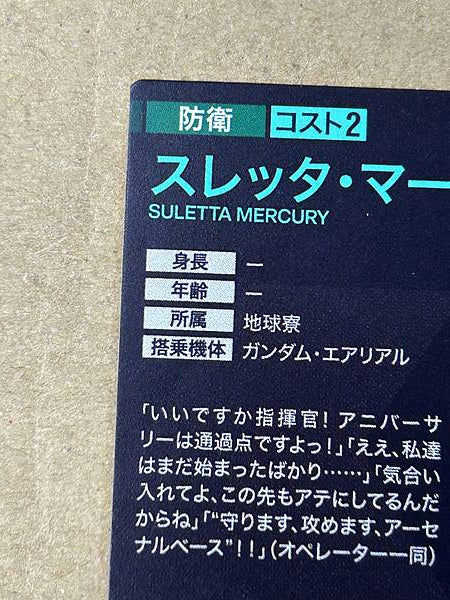 防衛 コスト2
スレッタ・マー
SULETTA MERCURY
身長 ー
年齢 ー
所属 地球寮
搭乗機体 ガンダム・エアリアル
「いいですか指揮官！アニバーサ
リーは通過点ですよっ！」「ええ、私達
はまだ始まったばかり……」「気合い
入れてよ、この先もアテにしてるんだ
からね」「“守ります、攻めます、アーセ
ナルベース”！！」（オペレーター一同）